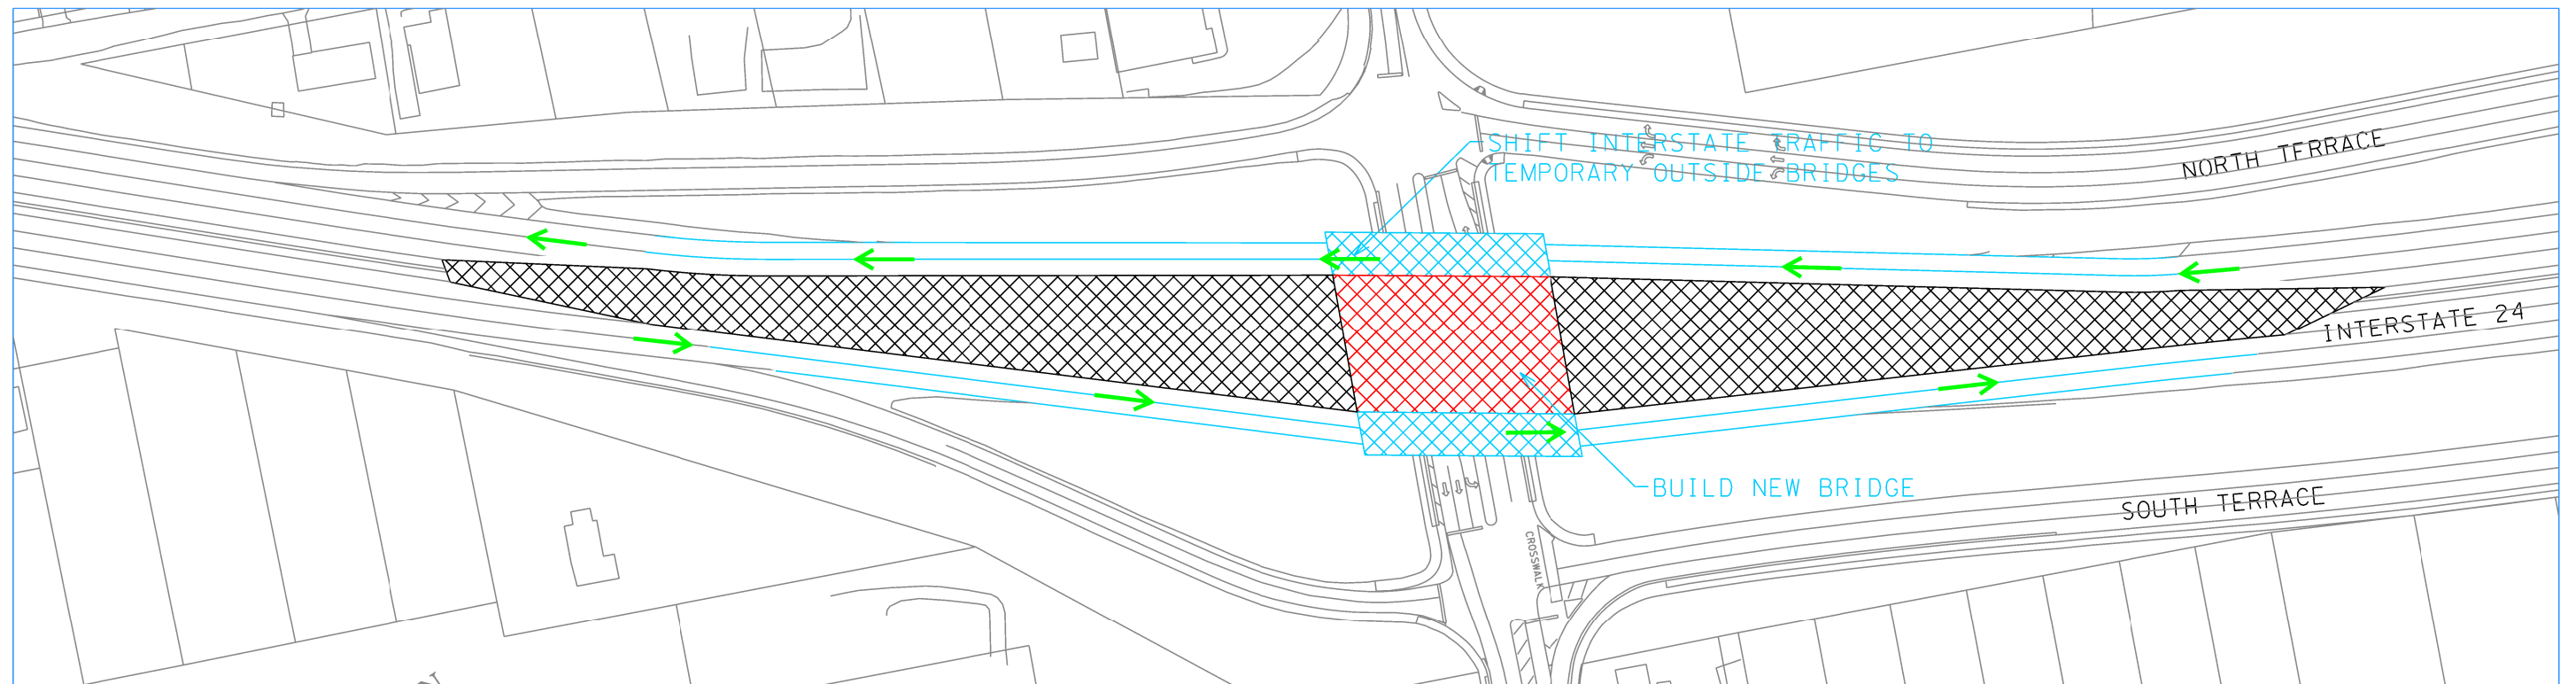 SHIFT INTERSTATE TRAFFIC TO
TEMPORARY OUTSIDE BRIDGES
NORTH TERRACE
INTERSTATE 24
BUILD NEW BRIDGE
SOUTH TERRACE
CROSSWALK